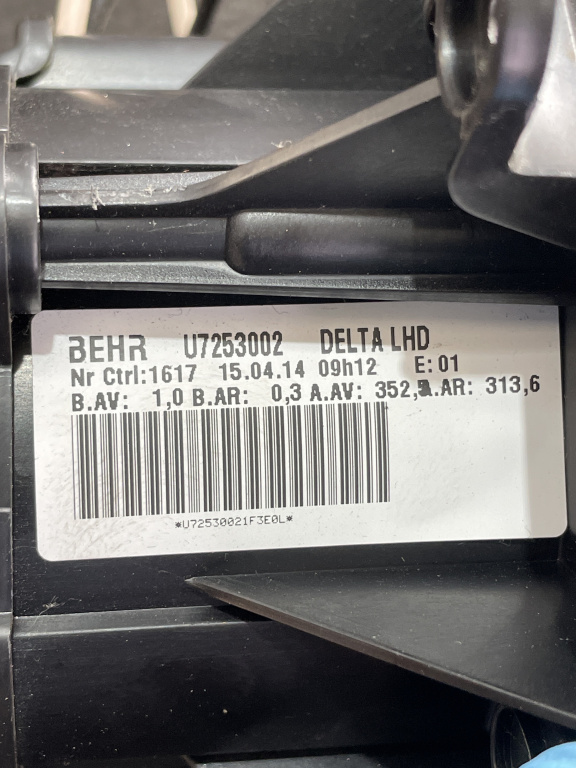 BEHR U7253002 DELTA LHD
Nr Ctrl:1617 15.04.14 09h12 E:01
B.AV: 1,0 B.AR: 0,3 A.AV: 352, .AR: 313,6
*U72530021F3E0L*